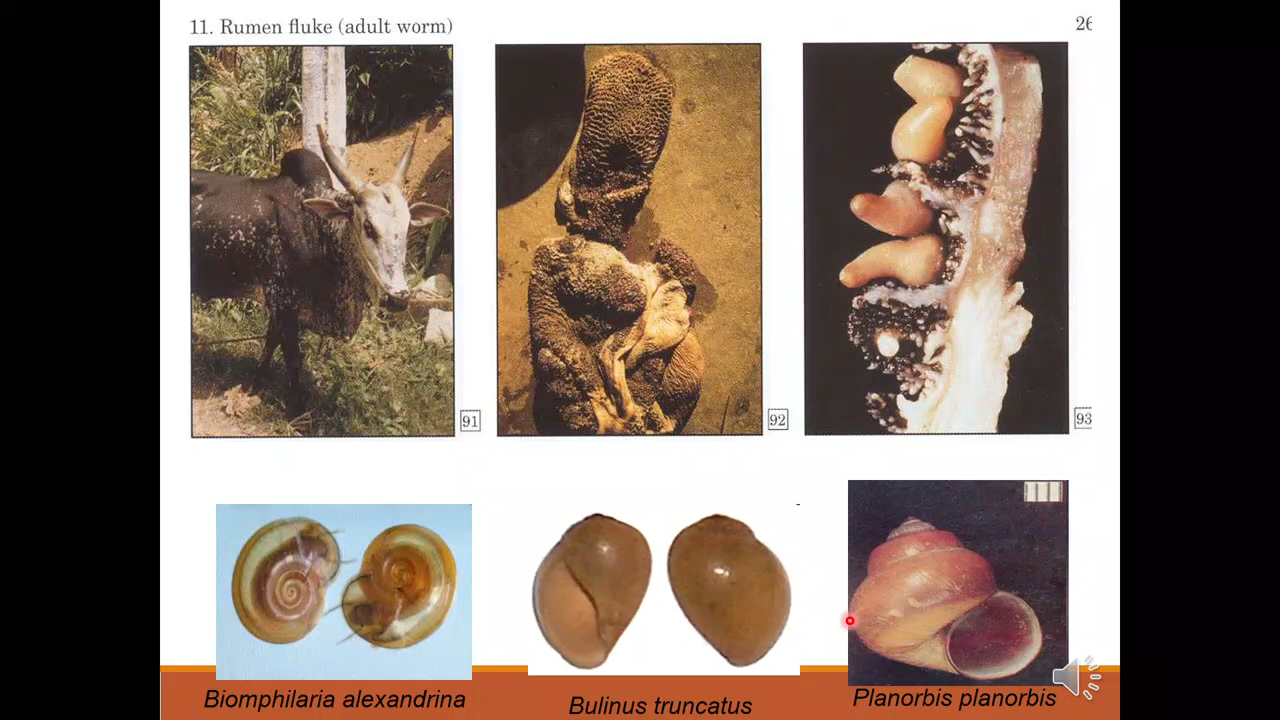 11. Rumen fluke (adult worm)
26
91
92
93
Biomphilaria alexandrina
Bulinus truncatus
Planorbis planorbis